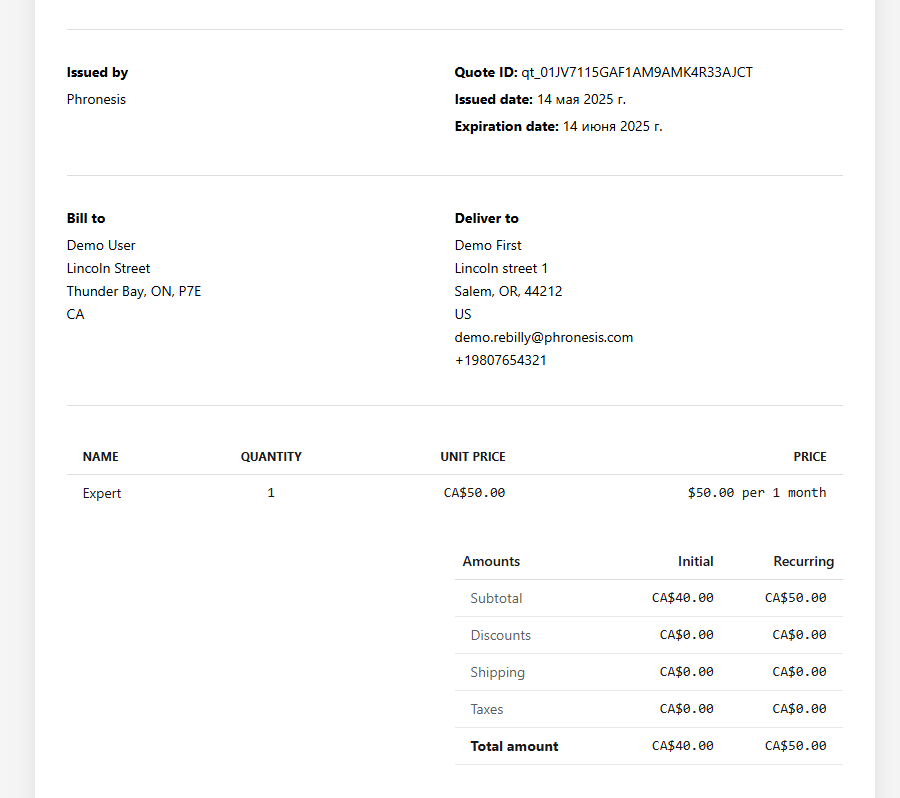 Issued by
Phronesis
Quote ID: qt_01JV7115GAF1AM9AMK4R33AJCT
Issued date: 14 мая 2025 г.
Expiration date: 14 июня 2025 г.
Bill to
Demo User
Lincoln Street
Thunder Bay, ON, P7E
CA
Deliver to
Demo First
Lincoln street 1
Salem, OR, 44212
US
demo.rebilly@phronesis.com
+19807654321
NAME QUANTITY UNIT PRICE PRICE
Expert 1 CA$50.00 $50.00 per 1 month
Amounts Initial Recurring
Subtotal CA$40.00 CA$50.00
Discounts CA$0.00 CA$0.00
Shipping CA$0.00 CA$0.00
Taxes CA$0.00 CA$0.00
Total amount CA$40.00 CA$50.00